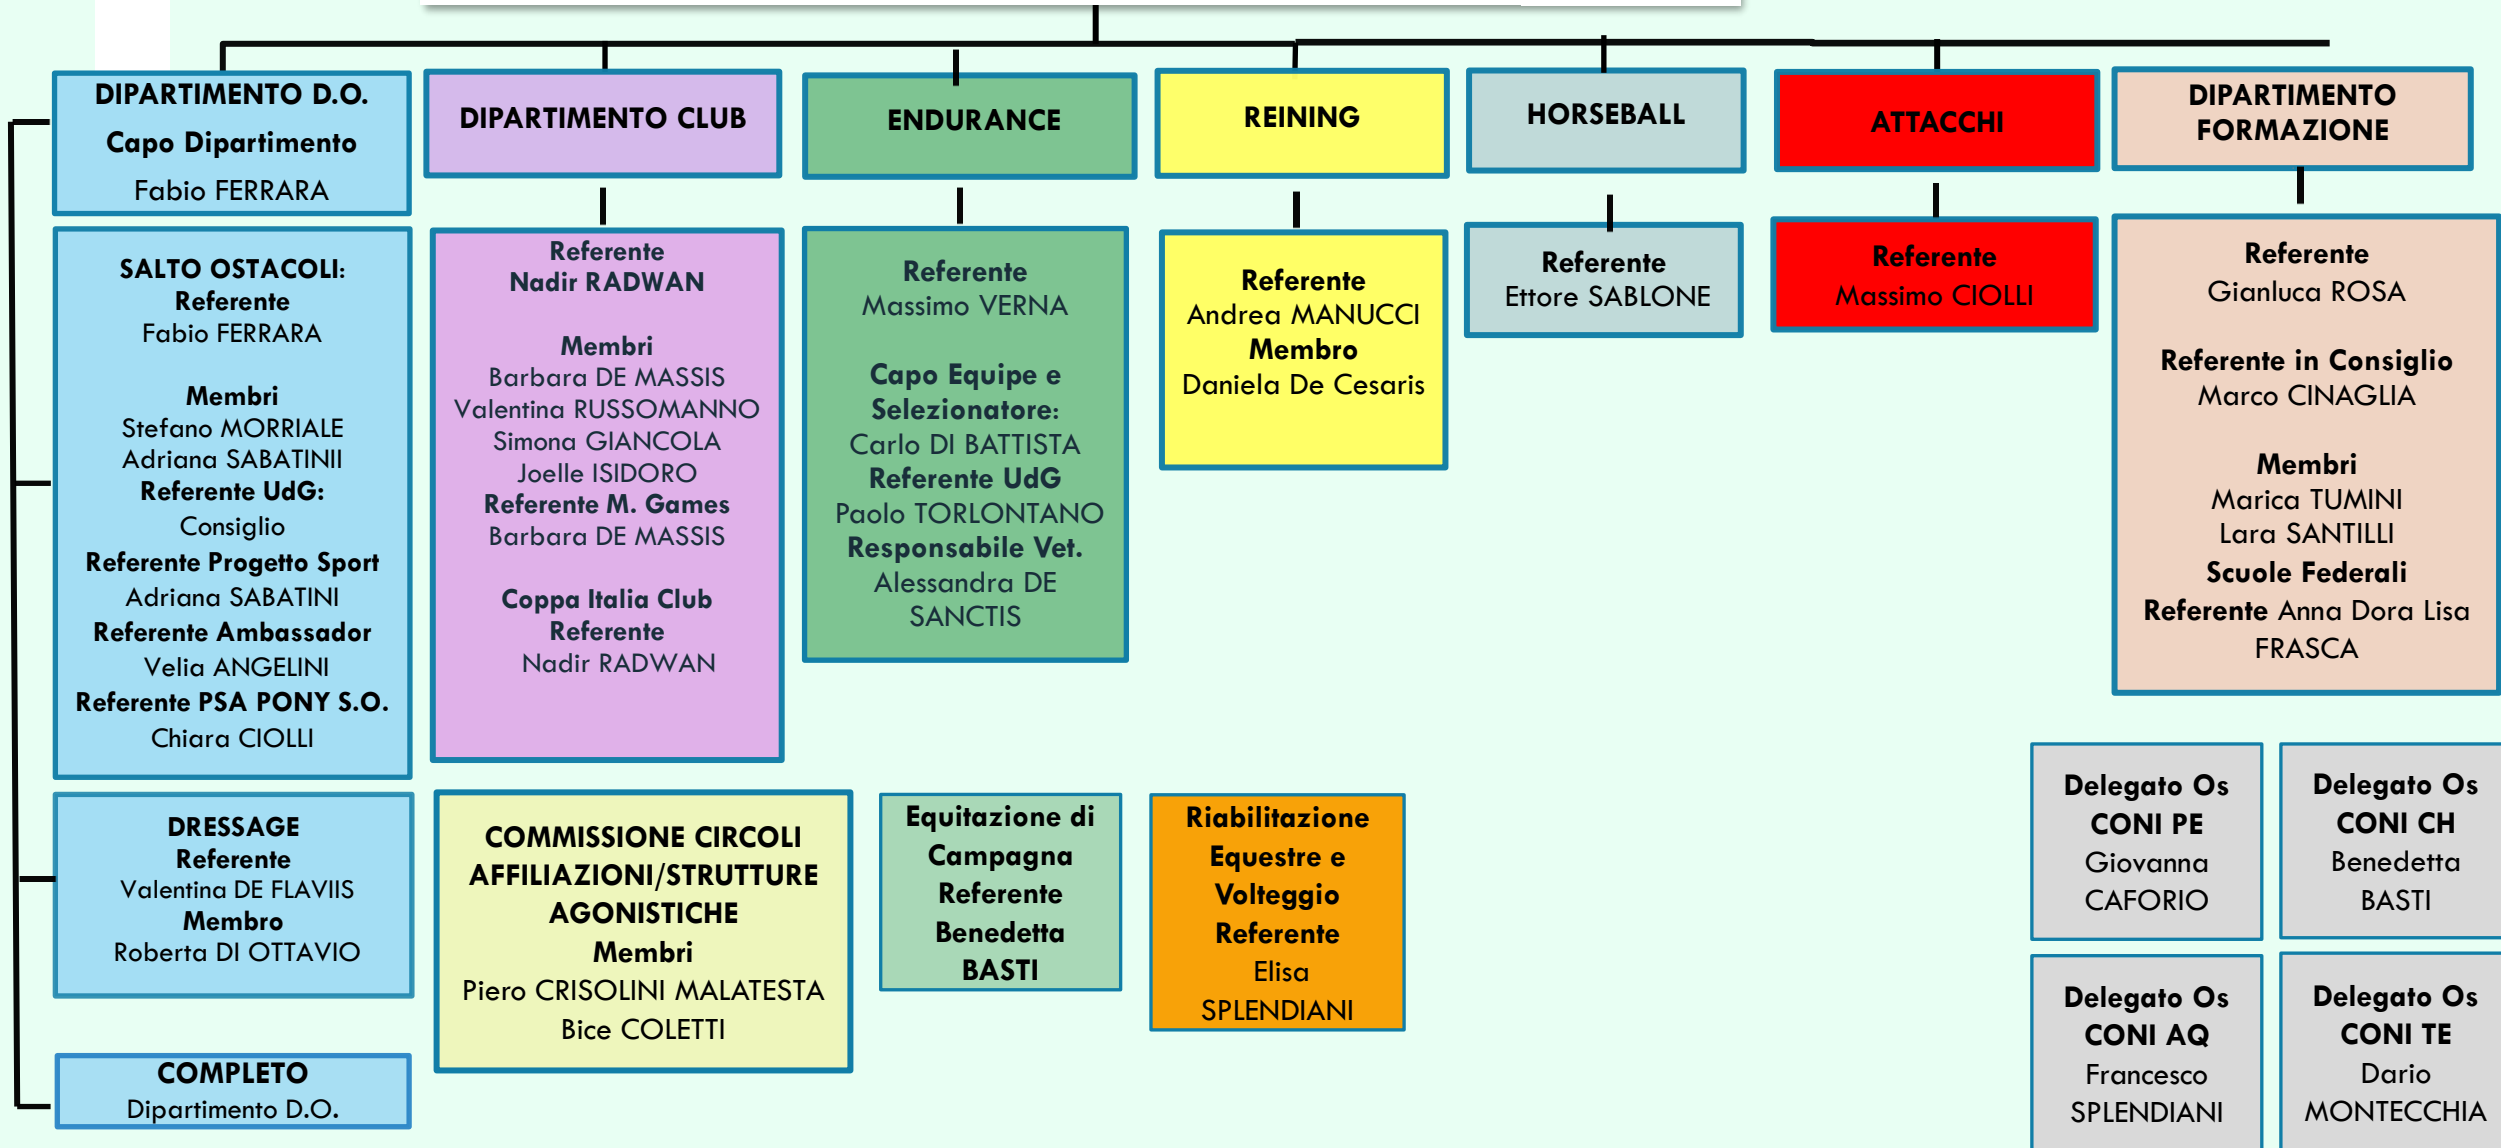 DIPARTIMENTO D.O.
Capo Dipartimento
Fabio FERRARA
DIPARTIMENTO CLUB
ENDURANCE
REINING
HORSEBALL
ATTACCHI
DIPARTIMENTO
FORMAZIONE
SALTO OSTACOLI:
Referente
Fabio FERRARA
Membri
Stefano MORRIALE
Adriana SABATINII
Referente UdG:
Consiglio
Referente Progetto Sport
Adriana SABATINI
Referente Ambassador
Velia ANGELINI
Referente PSA PONY S.O.
Chiara CIOLLI
Referente
Nadir RADWAN
Membri
Barbara DE MASSIS
Valentina RUSSOMANNO
Simona GIANCOLA
Joelle ISIDORO
Referente M. Games
Barbara DE MASSIS
Coppa Italia Club
Referente
Nadir RADWAN
Referente
Massimo VERNA
Capo Equipe e
Selezionatore:
Carlo DI BATTISTA
Referente UdG
Paolo TORLONTANO
Responsabile Vet.
Alessandra DE
SANCTIS
Referente
Andrea MANUCCI
Membro
Daniela De Cesaris
Referente
Ettore SABLONE
Referente
Massimo CIOLLI
Referente
Gianluca ROSA
Referente in Consiglio
Marco CINAGLIA
Membri
Marica TUMINI
Lara SANTILLI
Scuole Federali
Referente Anna Dora Lisa
FRASCA
DRESSAGE
Referente
Valentina DE FLAVIIS
Membro
Roberta DI OTTAVIO
COMPLETO
Dipartimento D.O.
COMMISSIONE CIRCOLI
AFFILIAZIONI/STRUTTURE
AGONISTICHE
Membri
Piero CRISOLINI MALATESTA
Bice COLETTI
Equitazione di
Campagna
Referente
Benedetta
BASTI
Riabilitazione
Equestre e
Volteggio
Referente
Elisa
SPLENDIANI
Delegato Os
CONI PE
Giovanna
CAFORIO
Delegato Os
CONI CH
Benedetta
BASTI
Delegato Os
CONI AQ
Francesco
SPLENDIANI
Delegato Os
CONI TE
Dario
MONTECCHIA